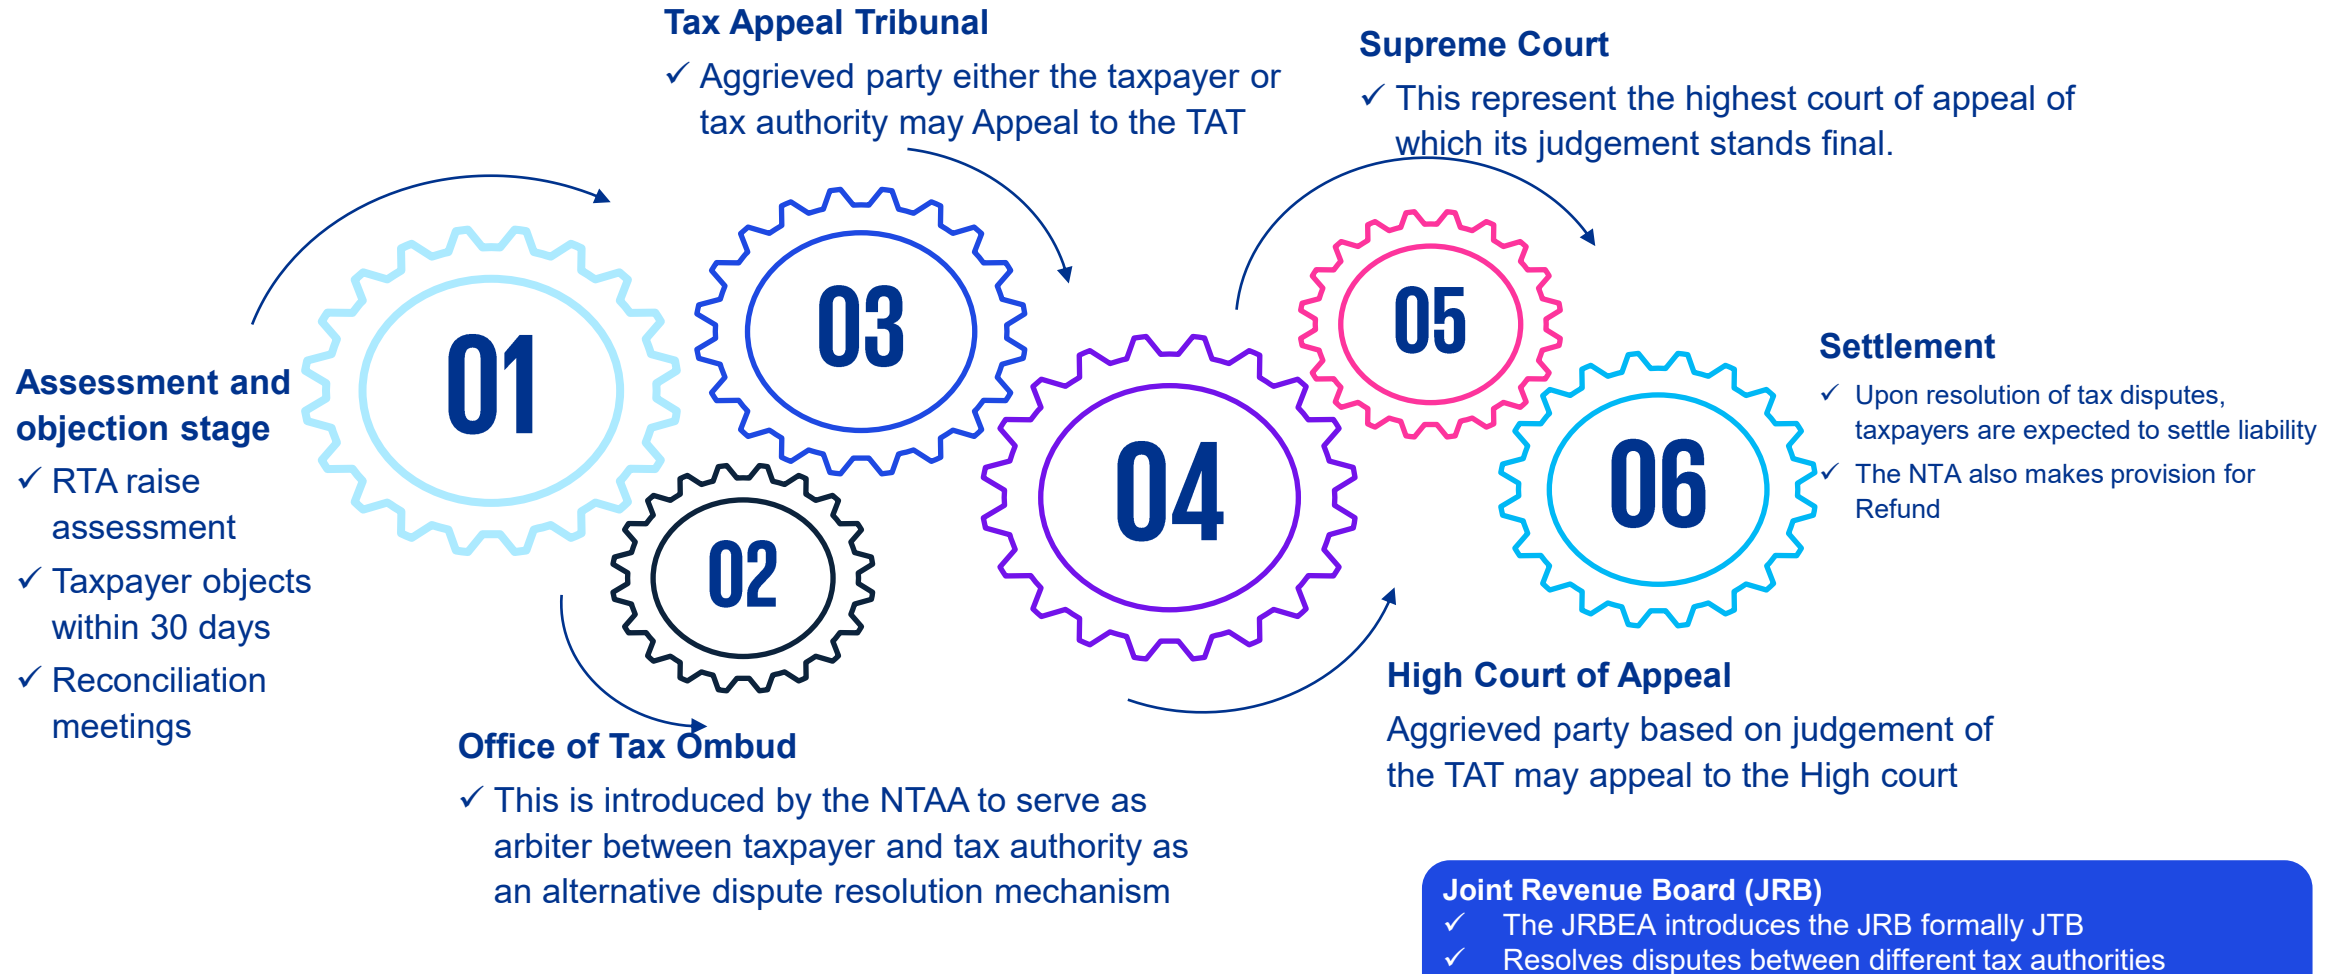 Assessment and
objection stage
✓ RTA raise
assessment
✓ Taxpayer objects
within 30 days
✓ Reconciliation
meetings
01
02
Office of Tax Ombud
✓ This is introduced by the NTAA to serve as
arbiter between taxpayer and tax authority as
an alternative dispute resolution mechanism
Tax Appeal Tribunal
✓ Aggrieved party either the taxpayer or
tax authority may Appeal to the TAT
03
04
High Court of Appeal
Aggrieved party based on judgement of
the TAT may appeal to the High court
Supreme Court
✓ This represent the highest court of appeal of
which its judgement stands final.
05
06
Settlement
✓ Upon resolution of tax disputes,
taxpayers are expected to settle liability
✓ The NTA also makes provision for
Refund
Joint Revenue Board (JRB)
✓ The JRBEA introduces the JRB formally JTB
✓ Resolves disputes between different tax authorities